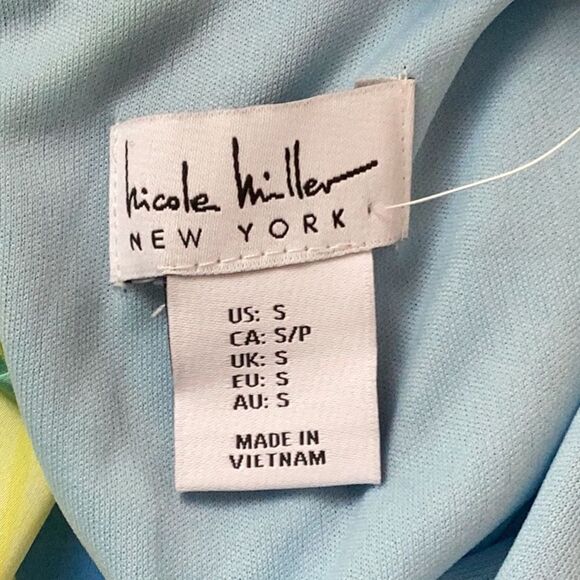 Nicole Miller
NEW YORK
US: S
CA: S/P
UK: S
EU: S
AU: S
MADE IN
VIETNAM